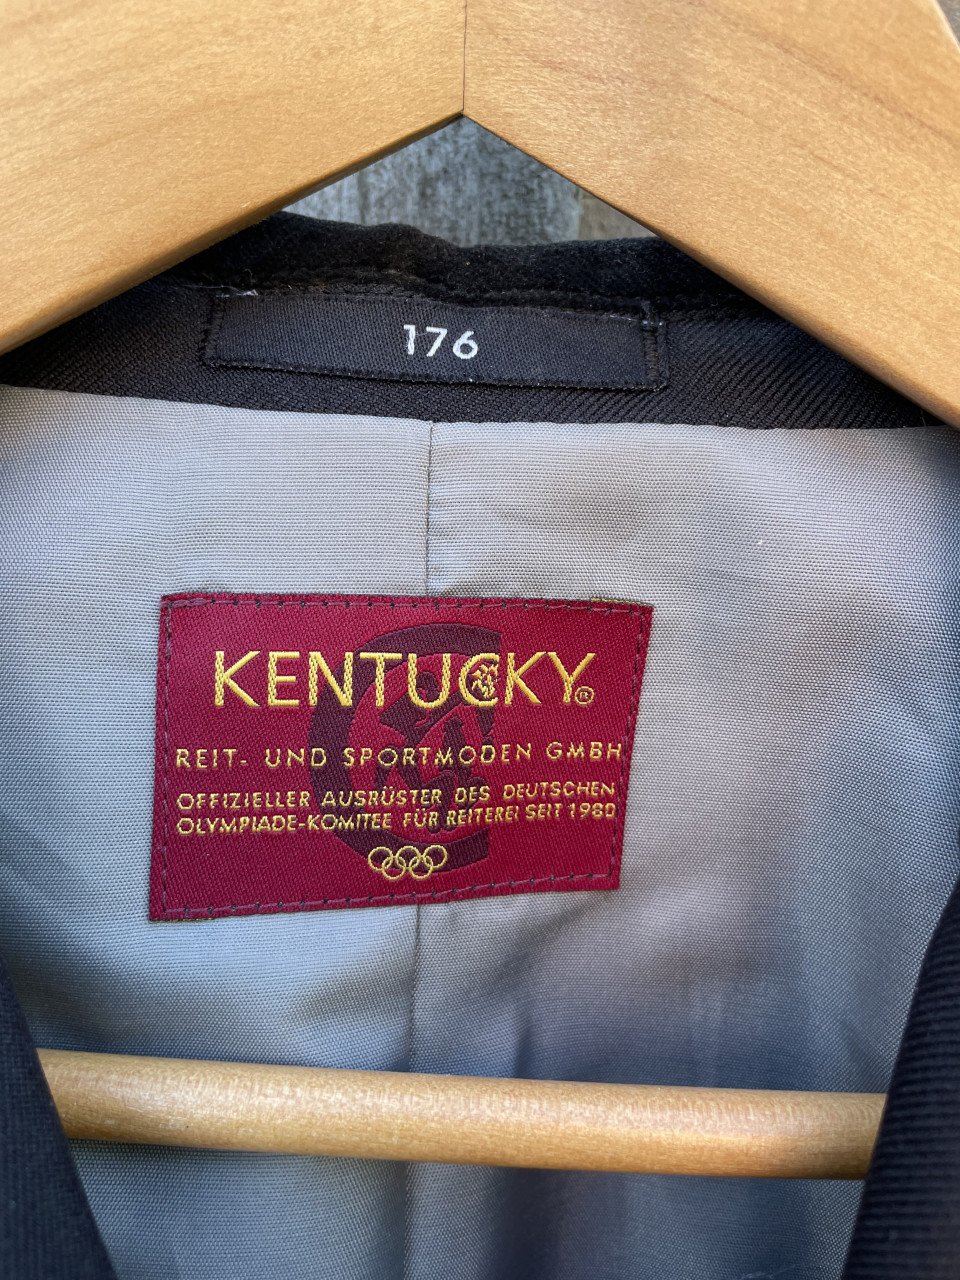 176
KENTUCKY®
REIT- UND SPORTMODEN GMBH
OFFIZIELLER AUSRÜSTER DES DEUTSCHEN
OLYMPIADE-KOMITEE FÜR REITEREI SEIT 1980